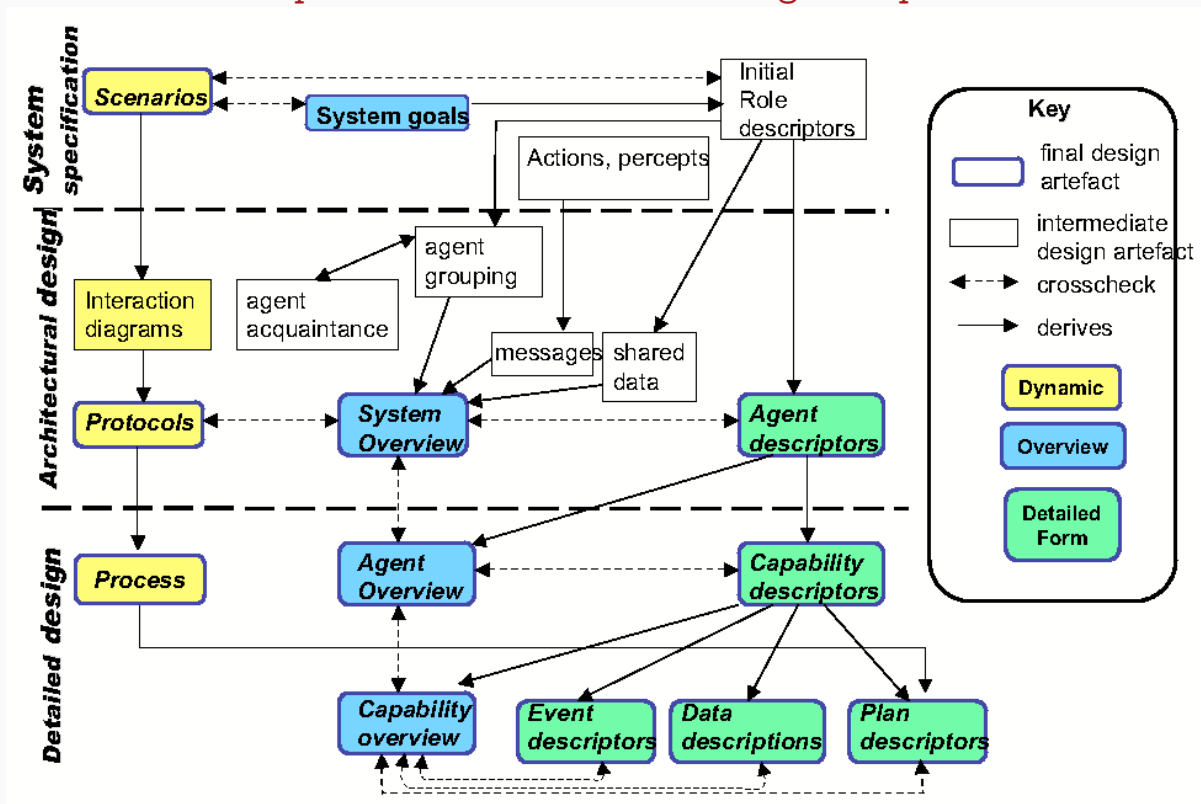 System
specification
Scenarios
System goals
Initial
Role
descriptors
Actions, percepts
Architectural design
agent
grouping
Interaction
diagrams
agent
acquaintance
messages
shared
data
Protocols
System
Overview
Agent
descriptors
Detailed design
Process
Agent
Overview
Capability
descriptors
Capability
overview
Event
descriptors
Data
descriptions
Plan
descriptors
Key
final design
artefact
intermediate
design artefact
crosscheck
derives
Dynamic
Overview
Detailed
Form